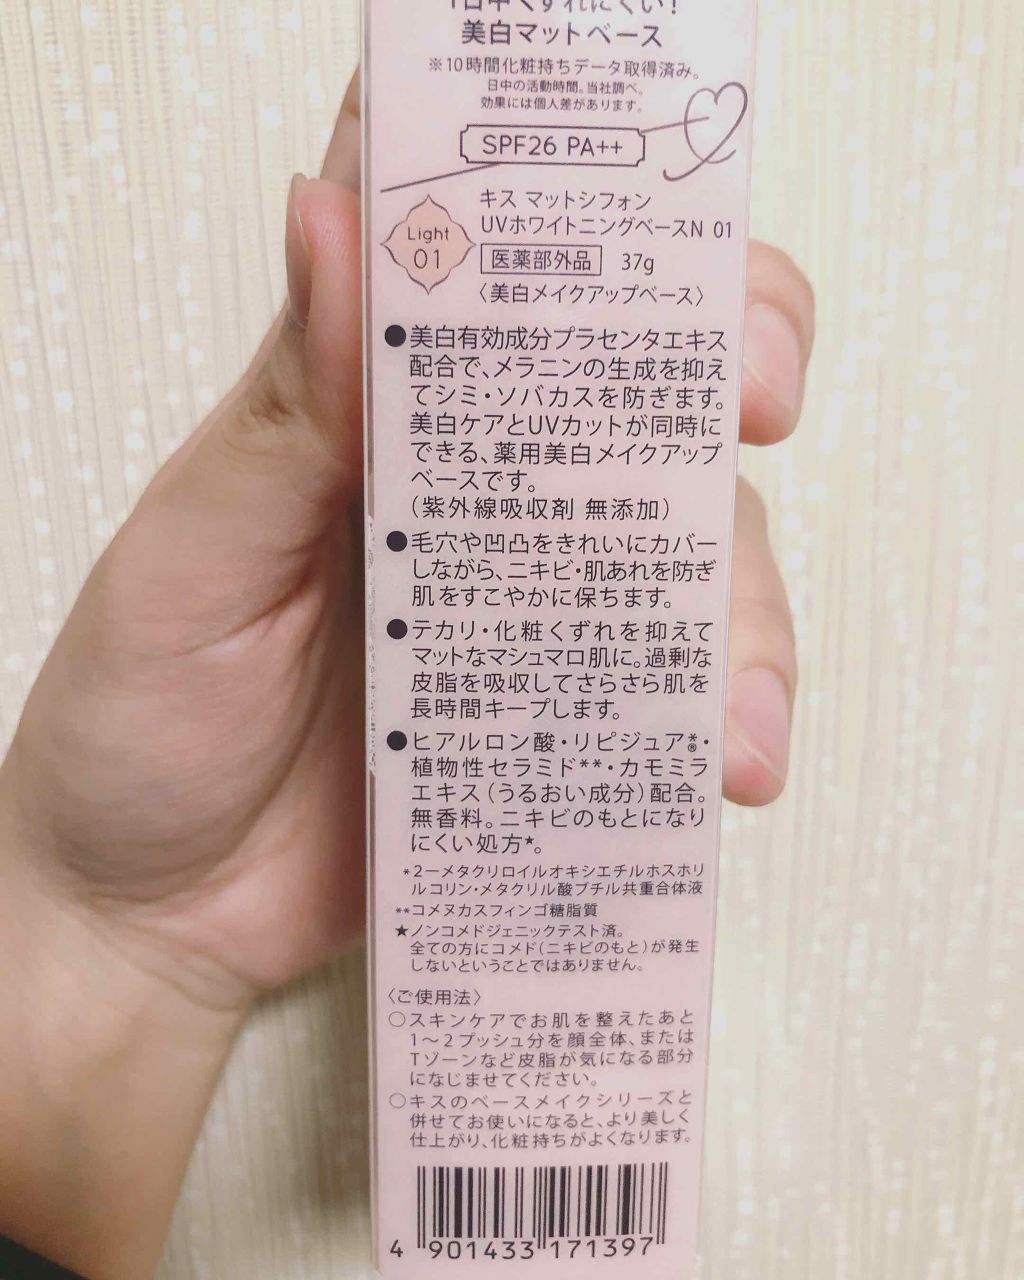 1日中くずれにくい!
美白マットベース
※10時間化粧持ちデータ取得済み。
日中の活動時間。当社調べ。
効果には個人差があります。
SPF26 PA++
Light
01
キス マットシフォン
UVホワイトニングベースN 01
医薬部外品 37g
〈美白メイクアップベース〉
●美白有効成分プラセンタエキス
配合で、メラニンの生成を抑え
てシミ・ソバカスを防ぎます。
美白ケアとUVカットが同時に
できる、薬用美白メイクアップ
ベースです。
(紫外線吸収剤 無添加)
●毛穴や凹凸をきれいにカバー
しながら、ニキビ・肌あれを防ぎ
肌をすこやかに保ちます。
●テカリ・化粧くずれを抑えて
マットなマシュマロ肌に。過剰な
皮脂を吸収してさらさら肌を
長時間キープします。
●ヒアルロン酸・リピジュア®*・
植物性セラミド**・カモミラ
エキス(うるおい成分)配合。
無香料。ニキビのもとになり
にくい処方★。
*2-メタクリロイルオキシエチルホスホリ
ルコリン・メタクリル酸ブチル共重合体液
**コメヌカスフィンゴ糖脂質
★ノンコメドジェニックテスト済。
全ての方にコメド(ニキビのもと)が発生
しないということではありません。
〈ご使用法〉
○スキンケアでお肌を整えたあと
1〜2プッシュ分を顔全体、または
Tゾーンなど皮脂が気になる部分
になじませてください。
○キスのベースメイクシリーズと
併せてお使いになると、より美しく
仕上がり、化粧持ちがよくなります。
4 901433 171397